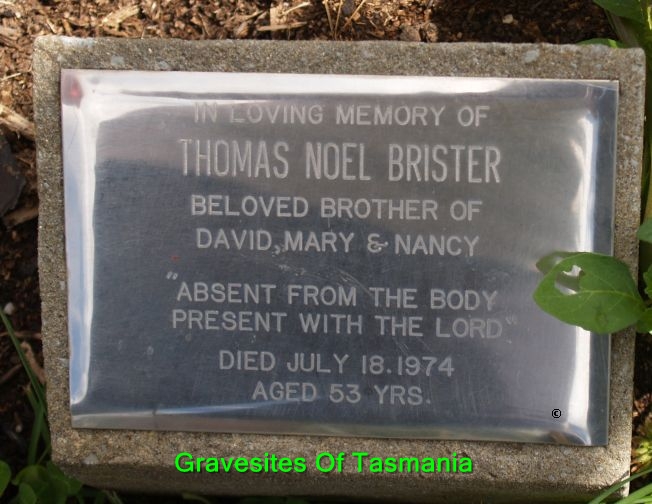 IN LOVING MEMORY OF
THOMAS NOEL BRISTER
BELOVED BROTHER OF
DAVID, MARY & NANCY
"ABSENT FROM THE BODY
PRESENT WITH THE LORD"
DIED JULY 18.1974
AGED 53 YRS.
©
Gravesites Of Tasmania